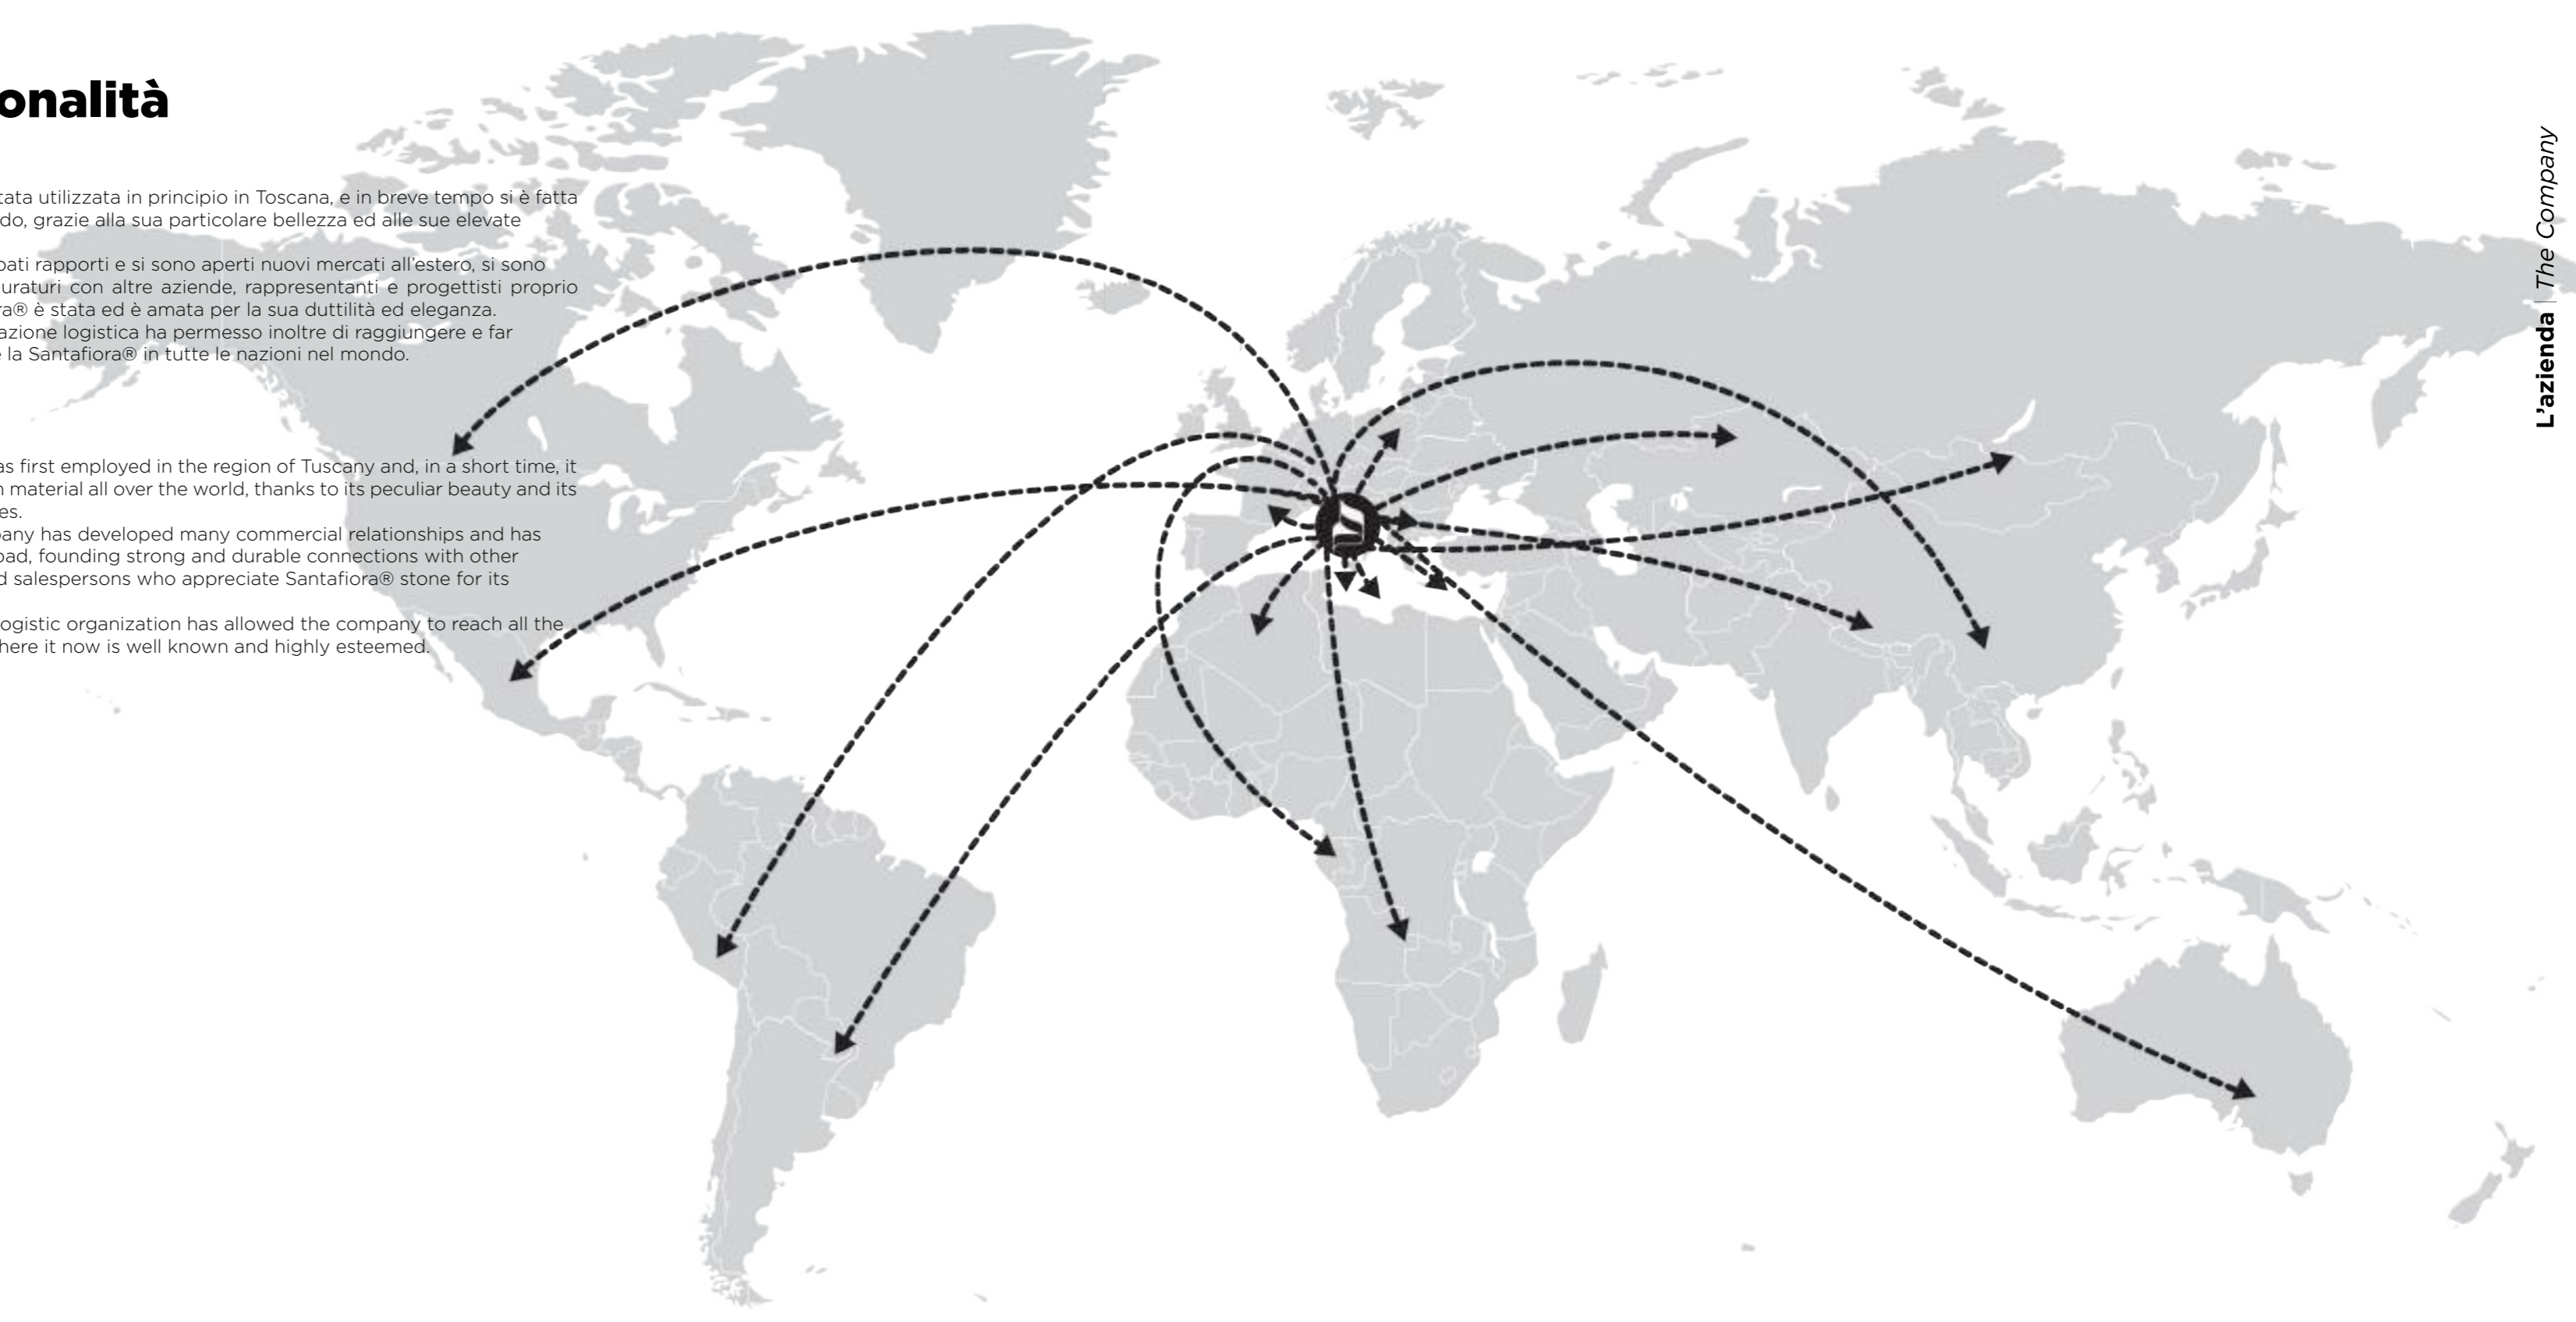 onalità
tata utilizzata in principio in Toscana, e in breve tempo si è fatta
do, grazie alla sua particolare bellezza ed alle sue elevate
pati rapporti e si sono aperti nuovi mercati all'estero, si sono
uraturi con altre aziende, rappresentanti e progettisti proprio
ra® è stata ed è amata per la sua duttilità ed eleganza.
azione logistica ha permesso inoltre di raggiungere e far
e la Santafiora® in tutte le nazioni nel mondo.
as first employed in the region of Tuscany and, in a short time, it
n material all over the world, thanks to its peculiar beauty and its
es.
pany has developed many commercial relationships and has
oad, founding strong and durable connections with other
d salespersons who appreciate Santafiora® stone for its
logistic organization has allowed the company to reach all the
here it now is well known and highly esteemed.
L'azienda | The Company